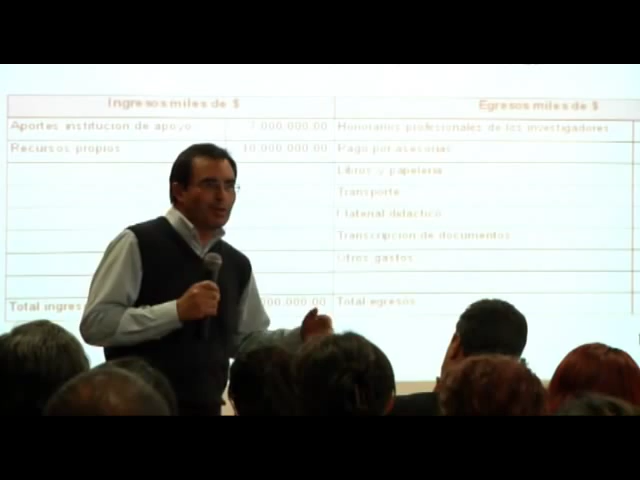 Ingresos miles de $ Egresos miles de $
Aportes institucion de apoyo 7.000.000.00 Honorarios profesionales de los investigadores
Recursos propios 10.000.000.00 Pago por asesorias
Libros y papeleria
Transporte
Material didactico
Transcripcion de documentos
Otros gastos
Total ingres 000.000.00 Total egresos